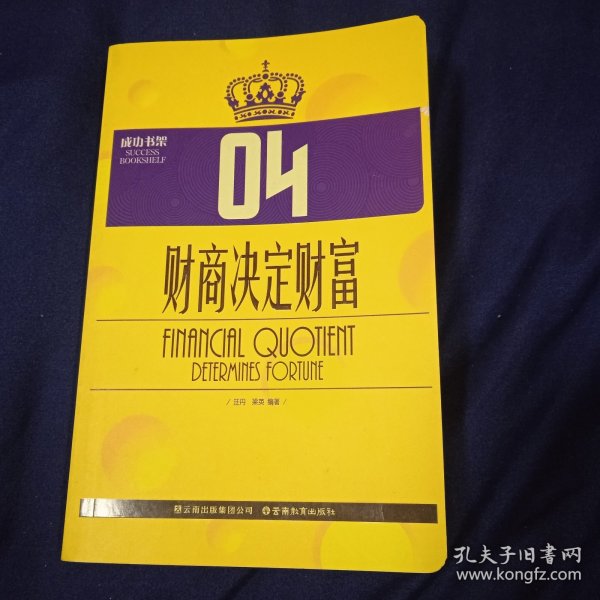 成功书架
SUCCESS
BOOKSHELF
04
财商决定财富
FINANCIAL QUOTIENT
DETERMINES FORTUNE
/ 汪丹 荣英 编著 /
云南出版集团公司 云南教育出版社
孔夫子旧书网
www.kongfz.com